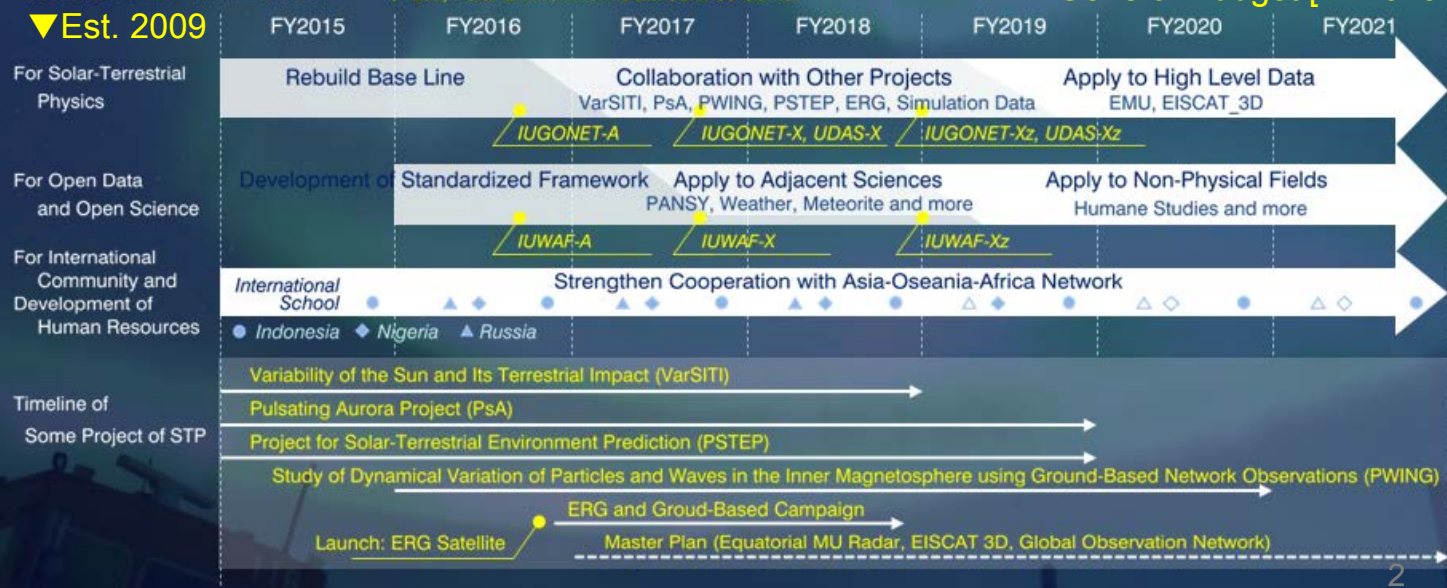 ▼Est. 2009
FY2015 FY2016 FY2017 FY2018 FY2019 FY2020 FY2021
For Solar-Terrestrial
Physics
Rebuild Base Line
Collaboration with Other Projects
VarSITI, PsA, PWING, PSTEP, ERG, Simulation Data
Apply to High Level Data
EMU, EISCAT_3D
IUGONET-A
IUGONET-X, UDAS-X
IUGONET-Xz, UDAS-Xz
For Open Data
and Open Science
Development of Standardized Framework
Apply to Adjacent Sciences
PANSY, Weather, Meteorite and more
Apply to Non-Physical Fields
Humane Studies and more
IUWAF-A
IUWAF-X
IUWAF-Xz
For International
Community and
Development of
Human Resources
International
School
Strengthen Cooperation with Asia-Oseania-Africa Network
● Indonesia ◆ Nigeria ▲ Russia
Timeline of
Some Project of STP
Variability of the Sun and Its Terrestrial Impact (VarSITI)
Pulsating Aurora Project (PsA)
Project for Solar-Terrestrial Environment Prediction (PSTEP)
Study of Dynamical Variation of Particles and Waves in the Inner Magnetosphere using Ground-Based Network Observations (PWING)
ERG and Groud-Based Campaign
Launch: ERG Satellite
Master Plan (Equatorial MU Radar, EISCAT 3D, Global Observation Network)
2